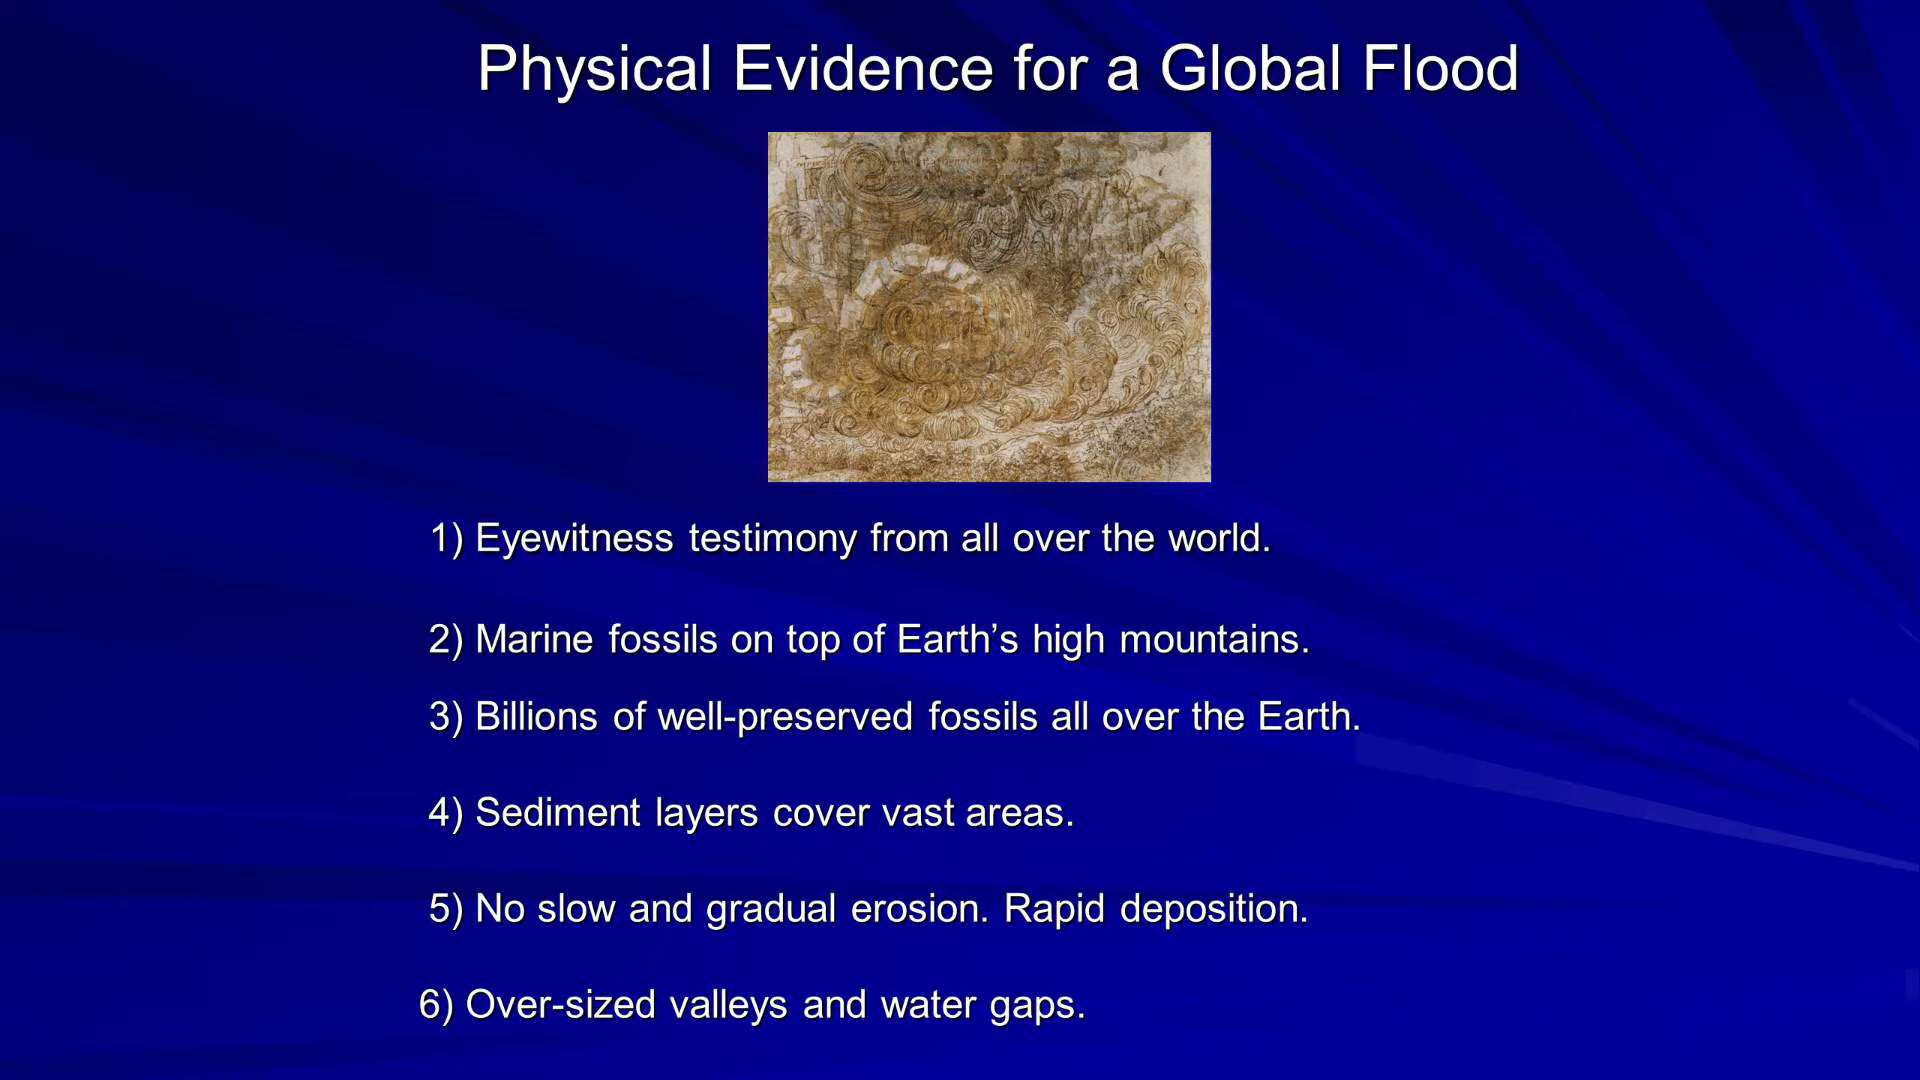 Physical Evidence for a Global Flood
1) Eyewitness testimony from all over the world.
2) Marine fossils on top of Earth’s high mountains.
3) Billions of well-preserved fossils all over the Earth.
4) Sediment layers cover vast areas.
5) No slow and gradual erosion. Rapid deposition.
6) Over-sized valleys and water gaps.